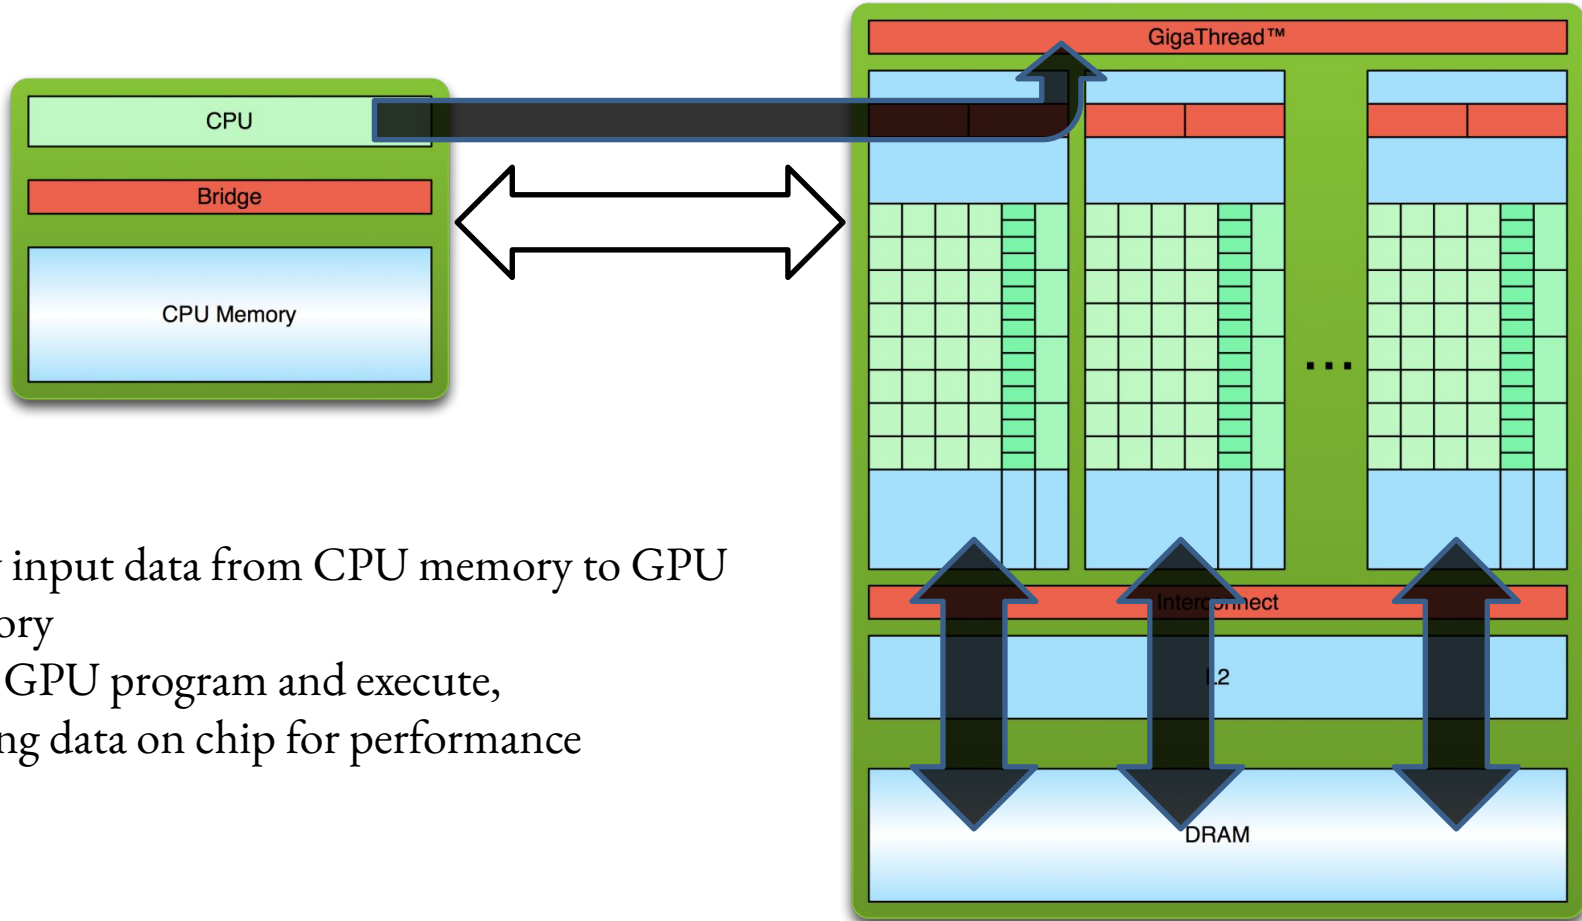 GigaThread™
CPU
Bridge
CPU Memory
...
input data from CPU memory to GPU
ory
GPU program and execute,
ng data on chip for performance
Interconnect
L2
DRAM